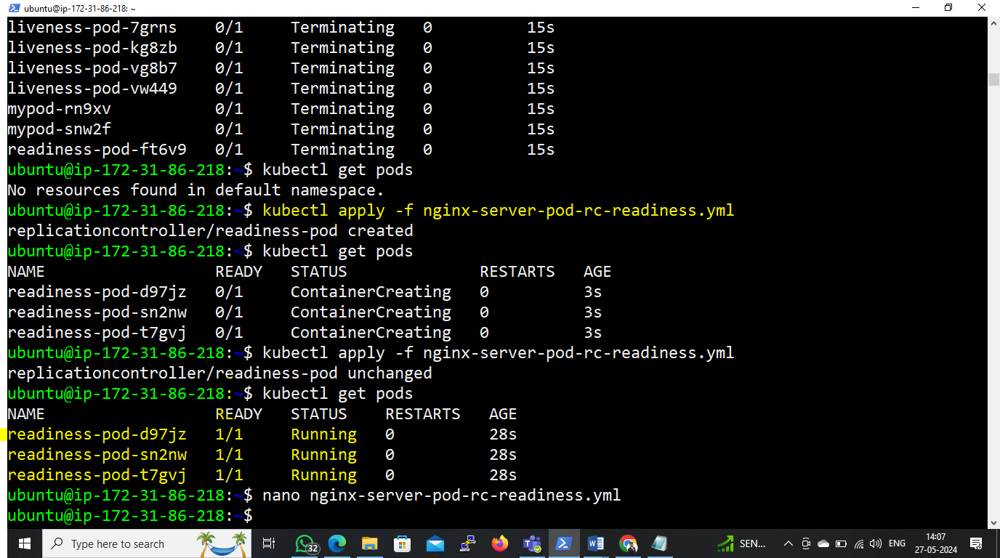 ubuntu@ip-172-31-86-218: ~
liveness-pod-7grns 0/1 Terminating 0 15s
liveness-pod-kg8zb 0/1 Terminating 0 15s
liveness-pod-vg8b7 0/1 Terminating 0 15s
liveness-pod-vw449 0/1 Terminating 0 15s
mypod-rn9xv 0/1 Terminating 0 15s
mypod-snw2f 0/1 Terminating 0 15s
readiness-pod-ft6v9 0/1 Terminating 0 15s
ubuntu@ip-172-31-86-218:~$ kubectl get pods
No resources found in default namespace.
ubuntu@ip-172-31-86-218:~$ kubectl apply -f nginx-server-pod-rc-readiness.yml
replicationcontroller/readiness-pod created
ubuntu@ip-172-31-86-218:~$ kubectl get pods
NAME READY STATUS RESTARTS AGE
readiness-pod-d97jz 0/1 ContainerCreating 0 3s
readiness-pod-sn2nw 0/1 ContainerCreating 0 3s
readiness-pod-t7gvj 0/1 ContainerCreating 0 3s
ubuntu@ip-172-31-86-218:~$ kubectl apply -f nginx-server-pod-rc-readiness.yml
replicationcontroller/readiness-pod unchanged
ubuntu@ip-172-31-86-218:~$ kubectl get pods
NAME READY STATUS RESTARTS AGE
readiness-pod-d97jz 1/1 Running 0 28s
readiness-pod-sn2nw 1/1 Running 0 28s
readiness-pod-t7gvj 1/1 Running 0 28s
ubuntu@ip-172-31-86-218:~$ nano nginx-server-pod-rc-readiness.yml
ubuntu@ip-172-31-86-218:~$
Type here to search 32 SEN... ENG 14:07
27-05-2024